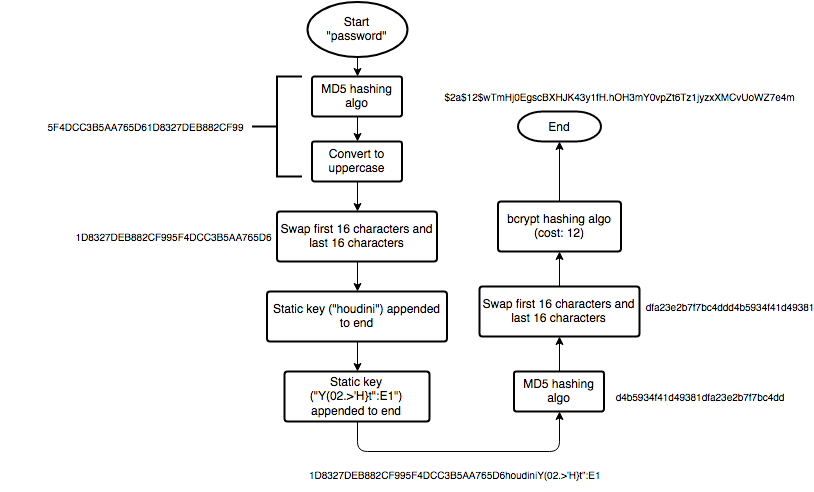 Start
"password"
MD5 hashing
algo
5F4DCC3B5AA765D61D8327DEB882CF99
Convert to
uppercase
1D8327DEB882CF995F4DCC3B5AA765D6
Swap first 16 characters and
last 16 characters
Static key ("houdini") appended
to end
Static key
("Y(02.>'H}t":E1")
appended to end
1D8327DEB882CF995F4DCC3B5AA765D6houdiniY(02.>'H}t":E1
MD5 hashing
algo
d4b5934f41d49381dfa23e2b7f7bc4dd
Swap first 16 characters and
last 16 characters
dfa23e2b7f7bc4ddd4b5934f41d49381
bcrypt hashing algo
(cost: 12)
End
$2a$12$wTmHj0EgscBXHJK43y1fH.hOH3mY0vpZt6Tz1jyzxXMCvUoWZ7e4m